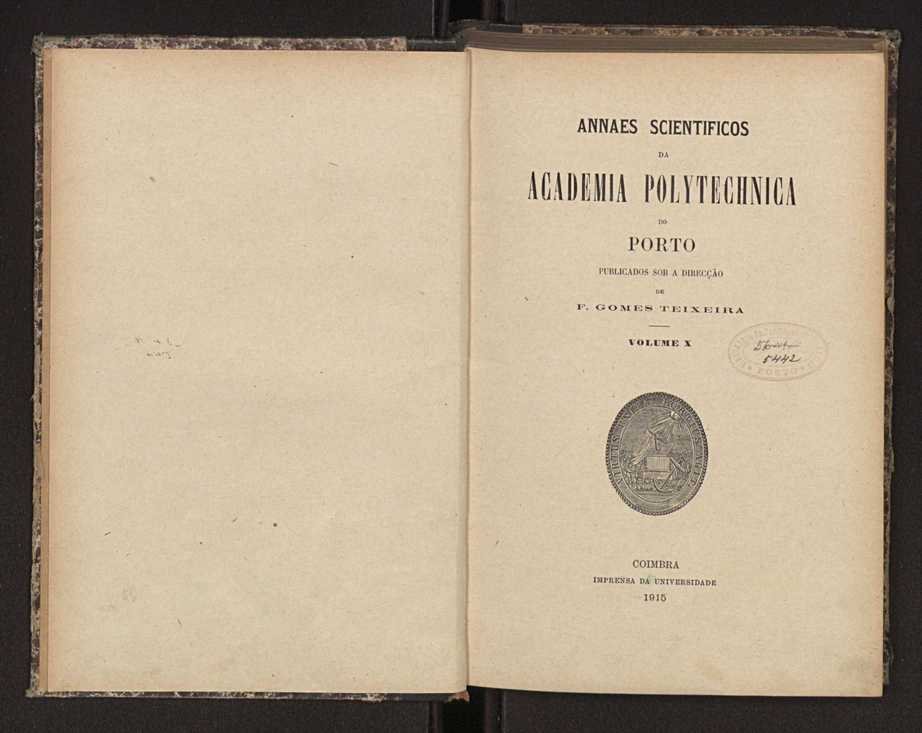 ANNAES SCIENTIFICOS
DA
ACADEMIA POLYTECHNICA
DO
PORTO
PUBLICADOS SOB A DIRECÇÃO
DE
F. GOMES TEIXEIRA
VOLUME X
5442
PORTO
COIMBRA
IMPRENSA DA UNIVERSIDADE
1915